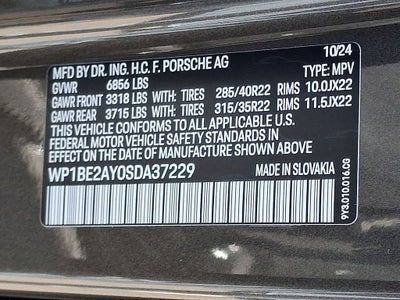 10/24
MFD BY DR. ING. H.C. F. PORSCHE AG
GVWR 6856 LBS TYPE: MPV
GAWR FRONT 3318 LBS WITH: TIRES 285/40R22 RIMS 10.0JX22
GAWR REAR 3715 LBS WITH: TIRES 315/35R22 RIMS 11.5JX22
THIS VEHICLE CONFORMS TO ALL APPLICABLE U.S.
FEDERAL MOTOR VEHICLE SAFETY STANDARDS IN
EFFECT ON THE DATE OF MANUFACTURE SHOWN ABOVE
WP1BE2AY0SDA37229 MADE IN SLOVAKIA
9Y3.010.016.CG